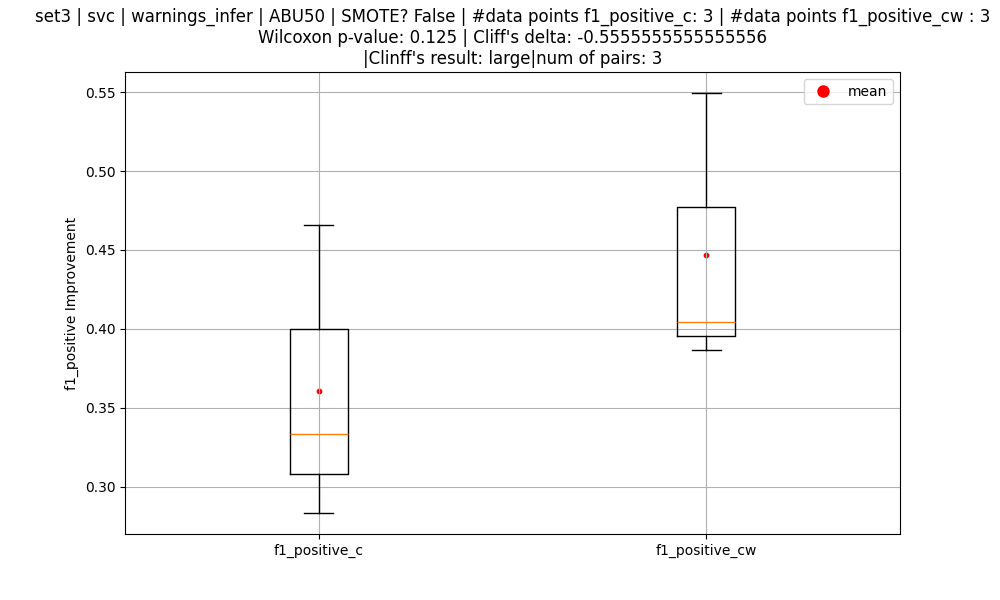 set3 | svc | warnings_infer | ABU50 | SMOTE? False | #data points f1_positive_c: 3 | #data points f1_positive_cw : 3
Wilcoxon p-value: 0.125 | Cliff's delta: -0.5555555555555556
|Clinff's result: large|num of pairs: 3
mean
0.55
0.50
0.45
0.40
0.35
0.30
f1_positive Improvement
f1_positive_c
f1_positive_cw